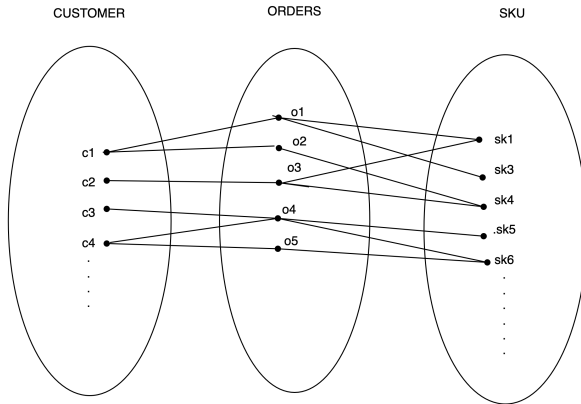 CUSTOMER
ORDERS
SKU
c1
c2
c3
c4
.
.
.
.
o1
o2
o3
o4
o5
sk1
sk3
sk4
.sk5
sk6
.
.
.
.
.
.